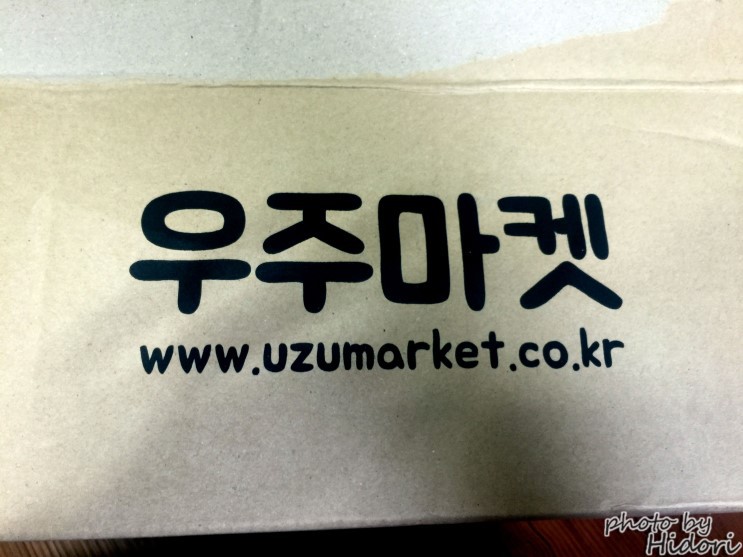 우주마켓
www.uzumarket.co.kr
photo by
Hidori